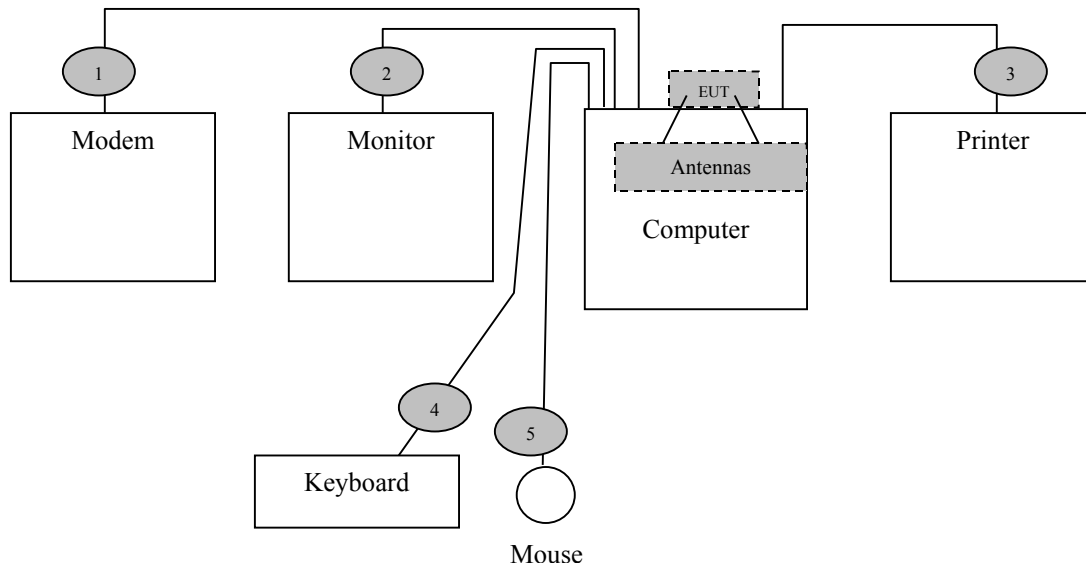 1
2
3
EUT
Modem
Monitor
Printer
Antennas
Computer
4
5
Keyboard
Mouse